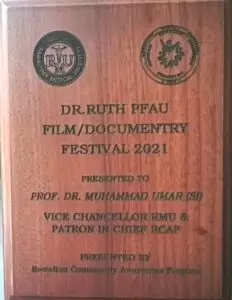 RMU
DR.RUTH PFAU
FILM/DOCUMENTRY
FESTIVAL 2021
PRESENTED TO
PROF. DR. MUHAMMAD UMAR (SI)
VICE CHANCELLOR RMU &
PATRON IN CHIEF RCAP
PRESENTED BY
Rawalian Community Awareness Program